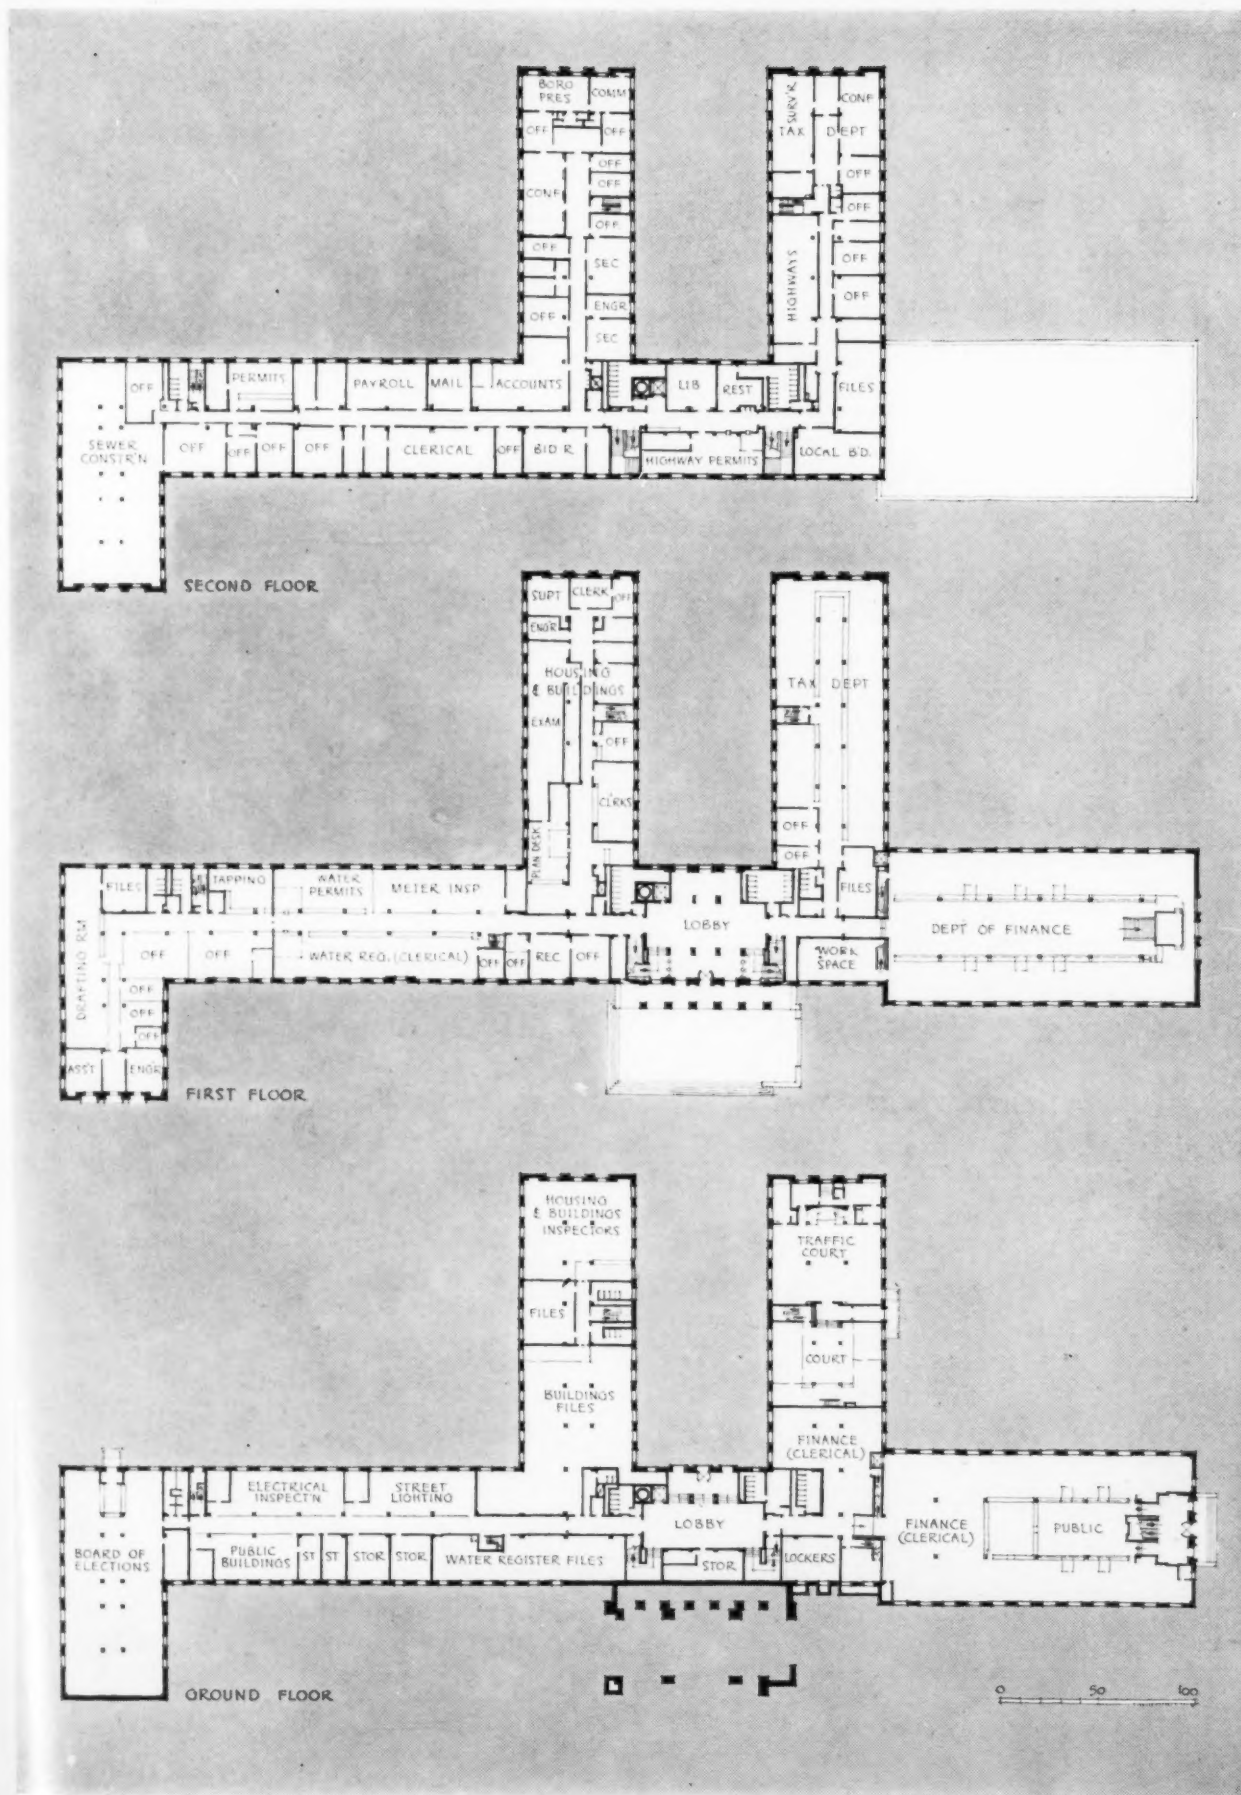 BORO
PRES
COMM
OFF
OFF
OFF
OFF
CONF
OFF
OFF
SEC
ENGR
OFF
SEC
TAX
SURV'R
DEPT
CONF
OFF
OFF
HIGHWAYS
OFF
OFF
FILES
OFF
PERMITS
PAYROLL
MAIL
ACCOUNTS
LIB
REST
SEWER
CONSTR'N
OFF
OFF
OFF
OFF
CLERICAL
OFF
BID R
HIGHWAY PERMITS
LOCAL B'D.
SECOND FLOOR
SUPT
CLERK
OFF
ENG'R
HOUSING
& BUILDINGS
EXAM
OFF
CLRKS
PLAN DESK
TAX DEPT
OFF
OFF
FILES
FILES
TAPPING
WATER
PERMITS
METER INSP
LOBBY
DEPT OF FINANCE
DRAFTING RM
OFF
OFF
WATER REG. (CLERICAL)
OFF
OFF
REC
OFF
WORK
SPACE
OFF
OFF
OFF
ASS'T
ENGR
FIRST FLOOR
HOUSING
& BUILDINGS
INSPECTORS
FILES
BUILDINGS
FILES
TRAFFIC
COURT
COURT
FINANCE
(CLERICAL)
ELECTRICAL
INSPECT'N
STREET
LIGHTING
LOBBY
FINANCE
(CLERICAL)
PUBLIC
BOARD OF
ELECTIONS
PUBLIC
BUILDINGS
ST
ST
STOR
STOR
WATER REGISTER FILES
STOR
LOCKERS
GROUND FLOOR
0 50 100